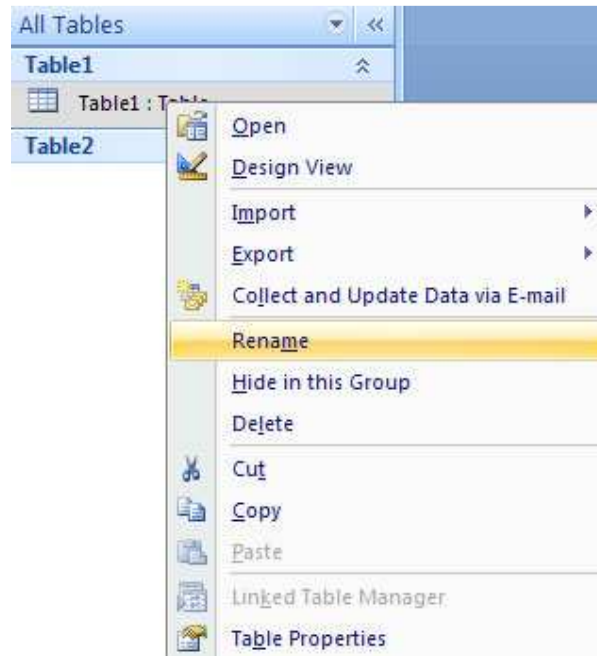 All Tables
Table1
Table1 : Table
Open
Table2
Design View
Import
Export
Collect and Update Data via E-mail
Rename
Hide in this Group
Delete
Cut
Copy
Paste
Linked Table Manager
Table Properties